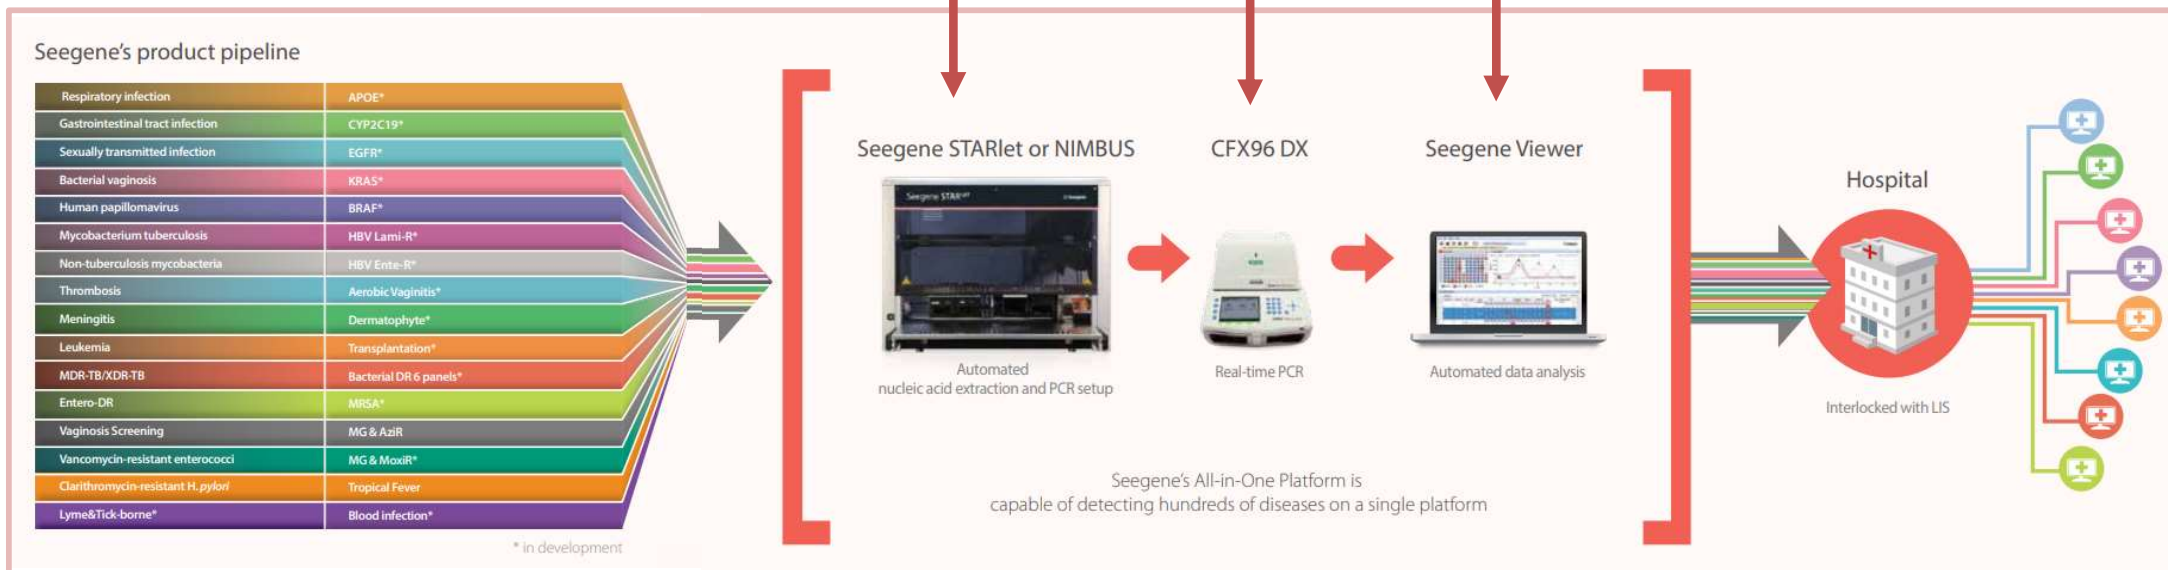 Seegene's product pipeline
Respiratory infection APOE*
Gastrointestinal tract infection CYP2C19*
Sexually transmitted infection EGFR*
Bacterial vaginosis KRAS*
Human papillomavirus BRAF*
Mycobacterium tuberculosis HBV Lami-R*
Non-tuberculosis mycobacteria HBV Ente-R*
Thrombosis Aerobic Vaginitis*
Meningitis Dermatophyte*
Leukemia Transplantation*
MDR-TB/XDR-TB Bacterial DR 6 panels*
Entero-DR MRSA*
Vaginosis Screening MG & AziR
Vancomycin-resistant enterococci MG & MoxiR*
Clarithromycin-resistant H. pylori Tropical Fever
Lyme&Tick-borne* Blood infection*
* in development
Seegene STARlet or NIMBUS
Seegene STARlet
Automated
nucleic acid extraction and PCR setup
CFX96 DX
Real-time PCR
Seegene Viewer
Automated data analysis
Seegene's All-in-One Platform is
capable of detecting hundreds of diseases on a single platform
Hospital
Interlocked with LIS